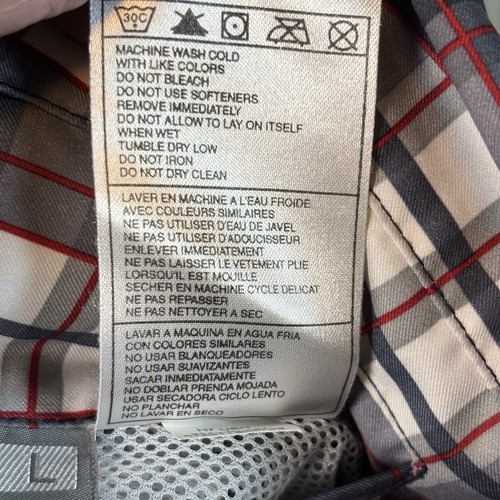 30C
MACHINE WASH COLD
WITH LIKE COLORS
DO NOT BLEACH
DO NOT USE SOFTENERS
REMOVE IMMEDIATELY
DO NOT ALLOW TO LAY ON ITSELF
WHEN WET
TUMBLE DRY LOW
DO NOT IRON
DO NOT DRY CLEAN
LAVER EN MACHINE A L'EAU FROIDE
AVEC COULEURS SIMILAIRES
NE PAS UTILISER D'EAU DE JAVEL
NE PAS UTILISER D'ADOUCISSEUR
ENLEVER IMMEDIATEMENT
NE PAS LAISSER LE VETEMENT PLIE
LORSQU'IL EST MOUILLE
SECHER EN MACHINE CYCLE DELICAT
NE PAS REPASSER
NE PAS NETTOYER A SEC
LAVAR A MAQUINA EN AGUA FRIA
CON COLORES SIMILARES
NO USAR BLANQUEADORES
NO USAR SUAVIZANTES
SACAR INMEDIATAMENTE
NO DOBLAR PRENDA MOJADA
USAR SECADORA CICLO LENTO
NO PLANCHAR
NO LAVAR EN SECO
L